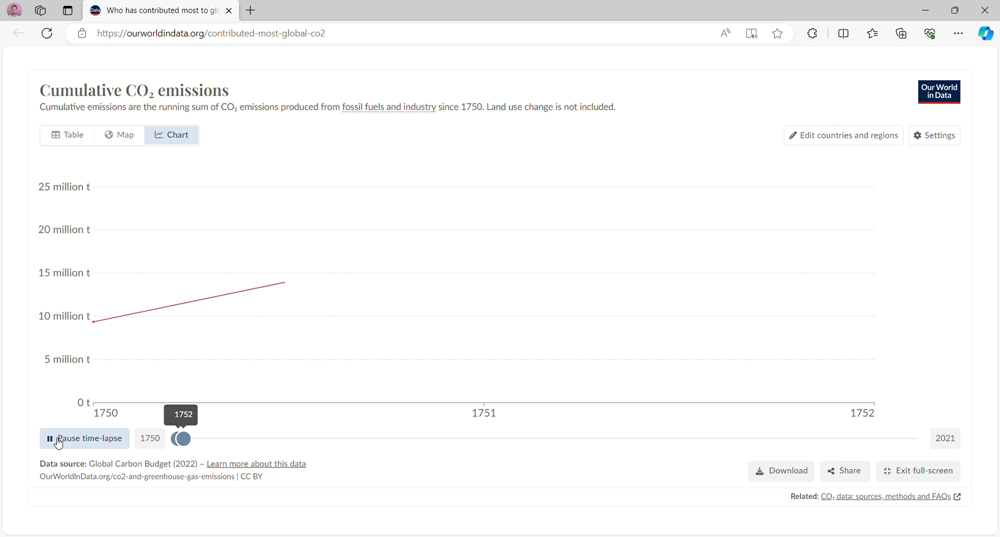 Data
Who has contributed most to glo
https://ourworldindata.org/contributed-most-global-co2
Cumulative CO₂ emissions
Our World
in Data
Cumulative emissions are the running sum of CO₂ emissions produced from fossil fuels and industry since 1750. Land use change is not included.
Table
Map
Chart
Edit countries and regions
Settings
25 million t
20 million t
15 million t
10 million t
5 million t
0 t
1750
1751
1752
1752
Pause time-lapse
1750
2021
Data source: Global Carbon Budget (2022) – Learn more about this data
OurWorldInData.org/co2-and-greenhouse-gas-emissions | CC BY
Download
Share
Exit full-screen
Related: CO₂ data: sources, methods and FAQs